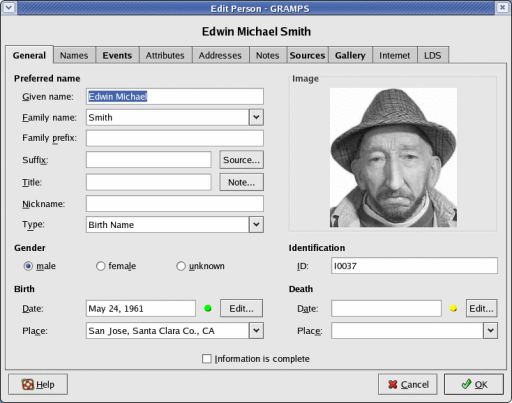 Edit Person - GRAMPS
Edwin Michael Smith
General Names Events Attributes Addresses Notes Sources Gallery Internet LDS
Preferred name
Given name: Edwin Michael
Family name: Smith
Family prefix:
Suffix: Source...
Title: Note...
Nickname:
Type: Birth Name
Image
Gender
male female unknown
Identification
ID: I0037
Birth
Date: May 24, 1961 Edit...
Place: San Jose, Santa Clara Co., CA
Death
Date: Edit...
Place:
Information is complete
Help Cancel OK